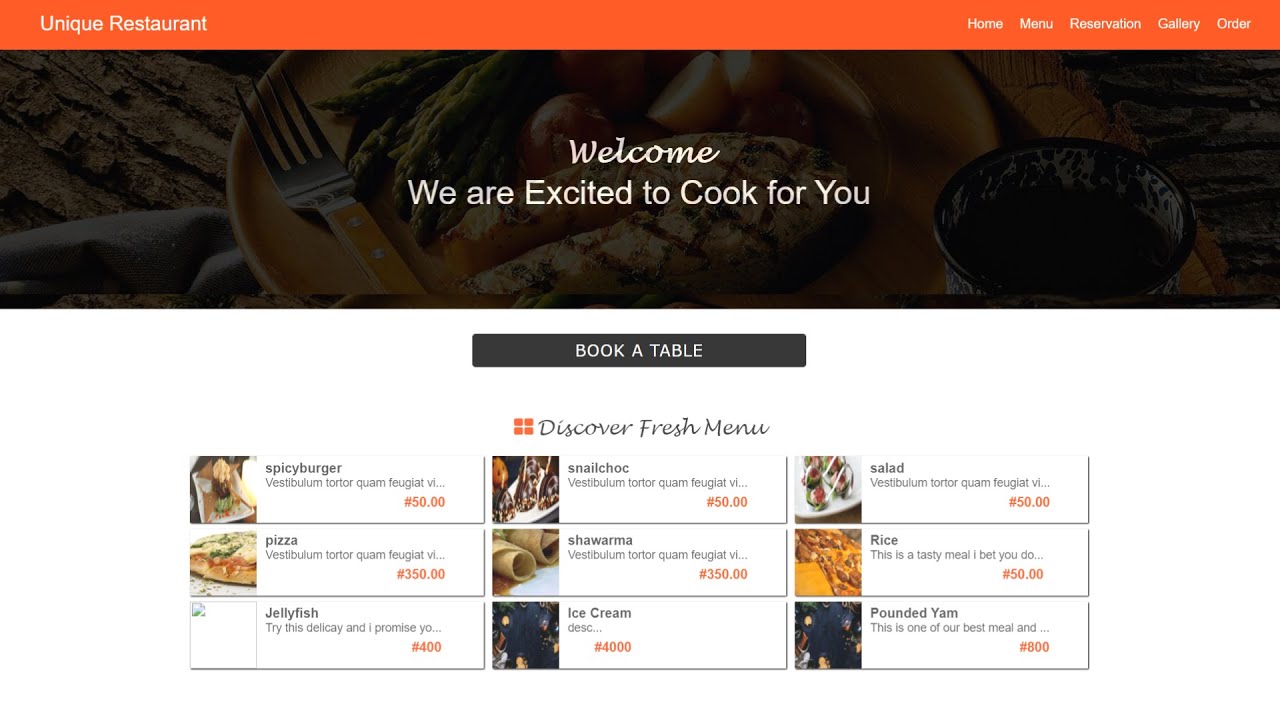 Unique Restaurant
Home Menu Reservation Gallery Order
Welcome
We are Excited to Cook for You
BOOK A TABLE
Discover Fresh Menu
spicyburger
Vestibulum tortor quam feugiat vi...
#50.00
snailchoc
Vestibulum tortor quam feugiat vi...
#50.00
salad
Vestibulum tortor quam feugiat vi...
#50.00
pizza
Vestibulum tortor quam feugiat vi...
#350.00
shawarma
Vestibulum tortor quam feugiat vi...
#350.00
Rice
This is a tasty meal i bet you do...
#50.00
Jellyfish
Try this delicay and i promise yo...
#400
Ice Cream
desc...
#4000
Pounded Yam
This is one of our best meal and ...
#800